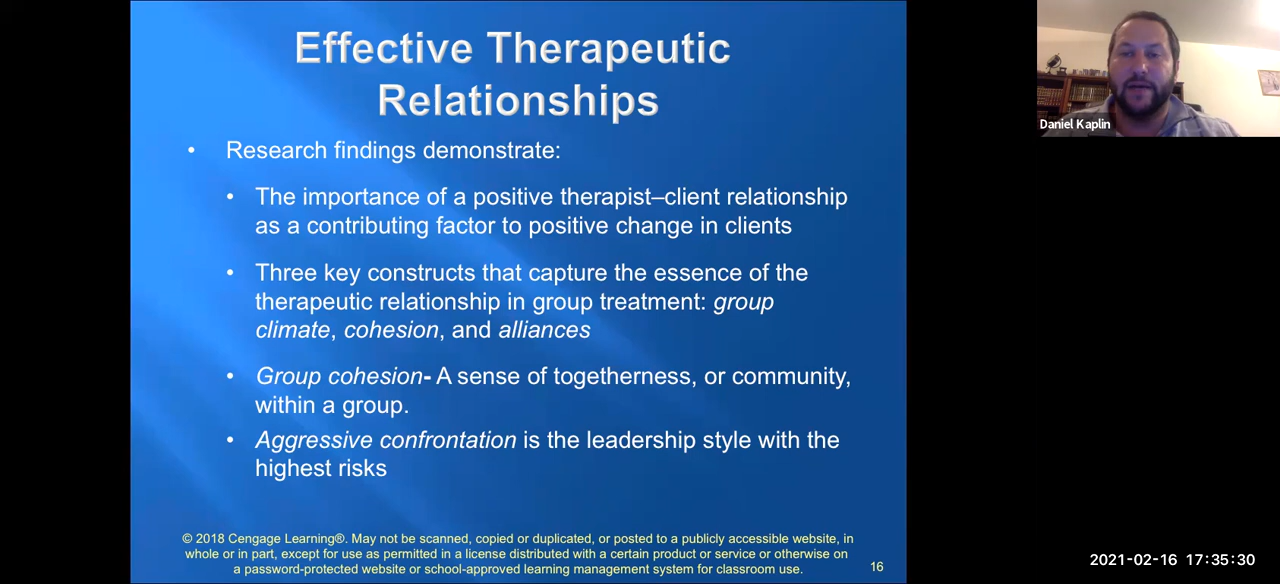 Effective Therapeutic
Relationships
• Research findings demonstrate:
• The importance of a positive therapist–client relationship
as a contributing factor to positive change in clients
• Three key constructs that capture the essence of the
therapeutic relationship in group treatment: group
climate, cohesion, and alliances
• Group cohesion- A sense of togetherness, or community,
within a group.
• Aggressive confrontation is the leadership style with the
highest risks
© 2018 Cengage Learning®. May not be scanned, copied or duplicated, or posted to a publicly accessible website, in
whole or in part, except for use as permitted in a license distributed with a certain product or service or otherwise on
a password-protected website or school-approved learning management system for classroom use.
16
Daniel Kaplin
2021-02-16 17:35:30